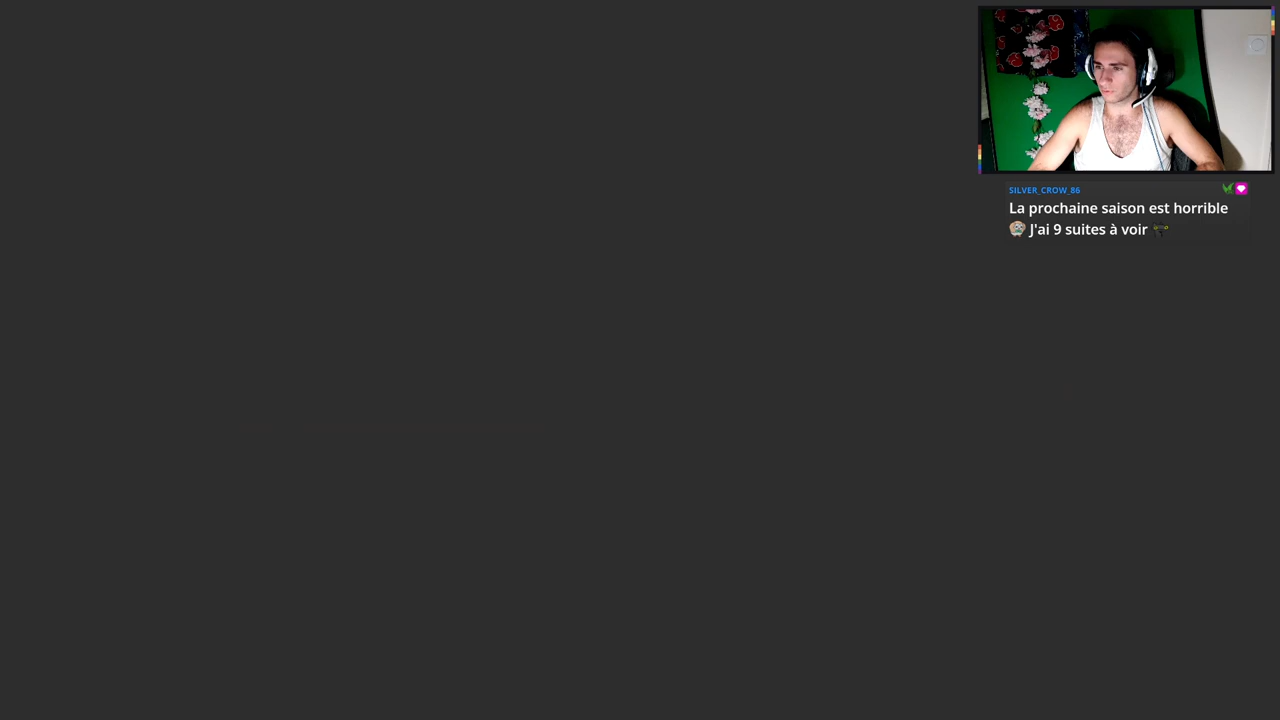 SILVER_CROW_86
La prochaine saison est horrible
J'ai 9 suites à voir